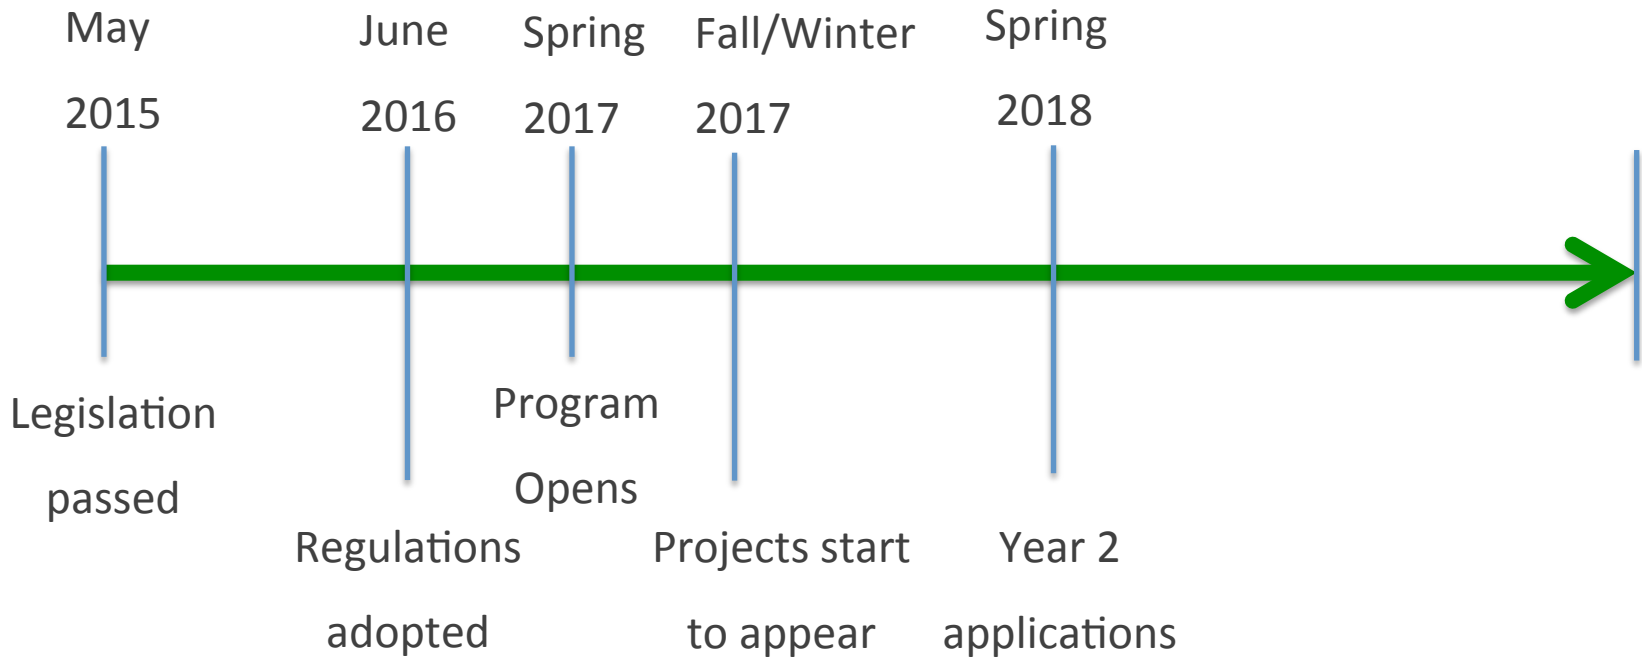 May
2015
June
2016
Spring
2017
Fall/Winter
2017
Spring
2018
Legislation
passed
Regulations
adopted
Program
Opens
Projects start
to appear
Year 2
applications